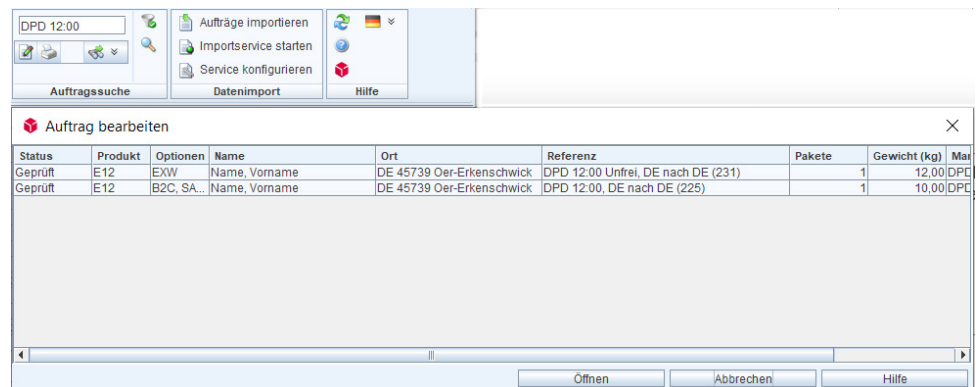 DPD 12:00
Aufträge importieren
Importservice starten
Service konfigurieren
Auftragssuche Datenimport Hilfe
Auftrag bearbeiten
Status Produkt Optionen Name Ort Referenz Pakete Gewicht (kg) Mar
Geprüft E12 EXW Name, Vorname DE 45739 Oer-Erkenschwick DPD 12:00 Unfrei, DE nach DE (231) 1 12,00 DPD
Geprüft E12 B2C, SA... Name, Vorname DE 45739 Oer-Erkenschwick DPD 12:00, DE nach DE (225) 1 10,00 DPD
Öffnen Abbrechen Hilfe